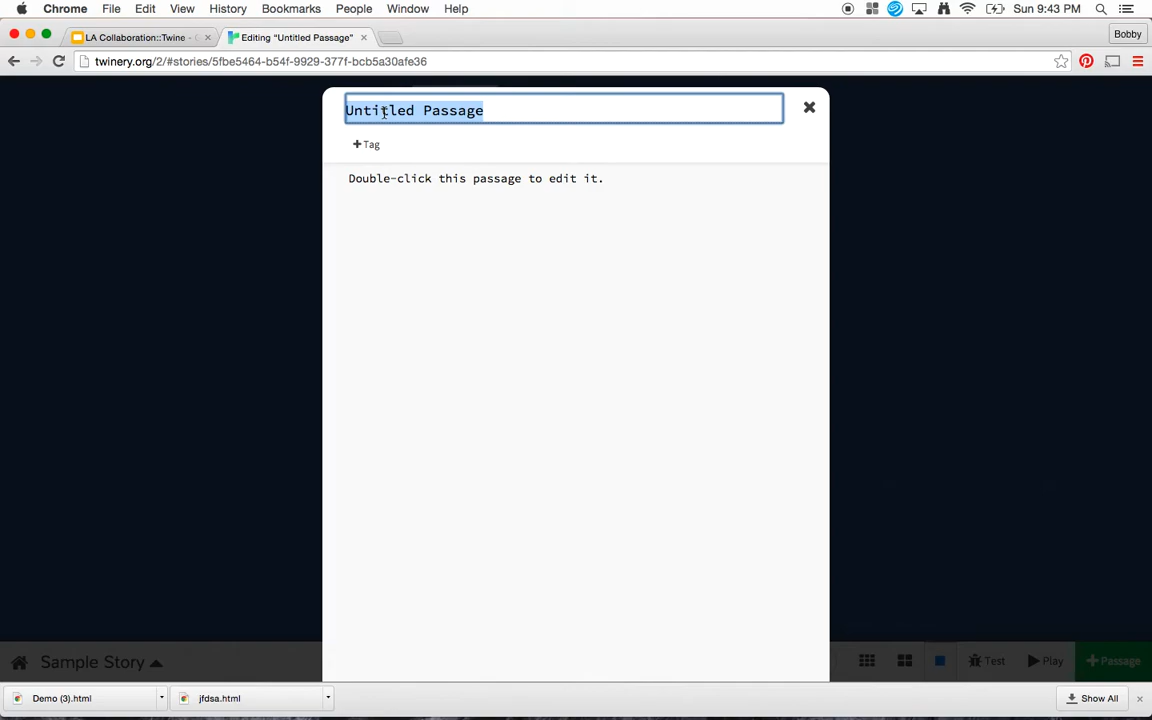 Chrome File Edit View History Bookmarks People Window Help Sun 9:43 PM
LA Collaboration::Twine - Editing "Untitled Passage" Bobby
twinery.org/2/#stories/5fbe5464-b54f-9929-377f-bcb5a30afe36
Untitled Passage
+Tag
Double-click this passage to edit it.
Sample Story Test Play +Passage
Demo (3).html jfdsa.html Show All